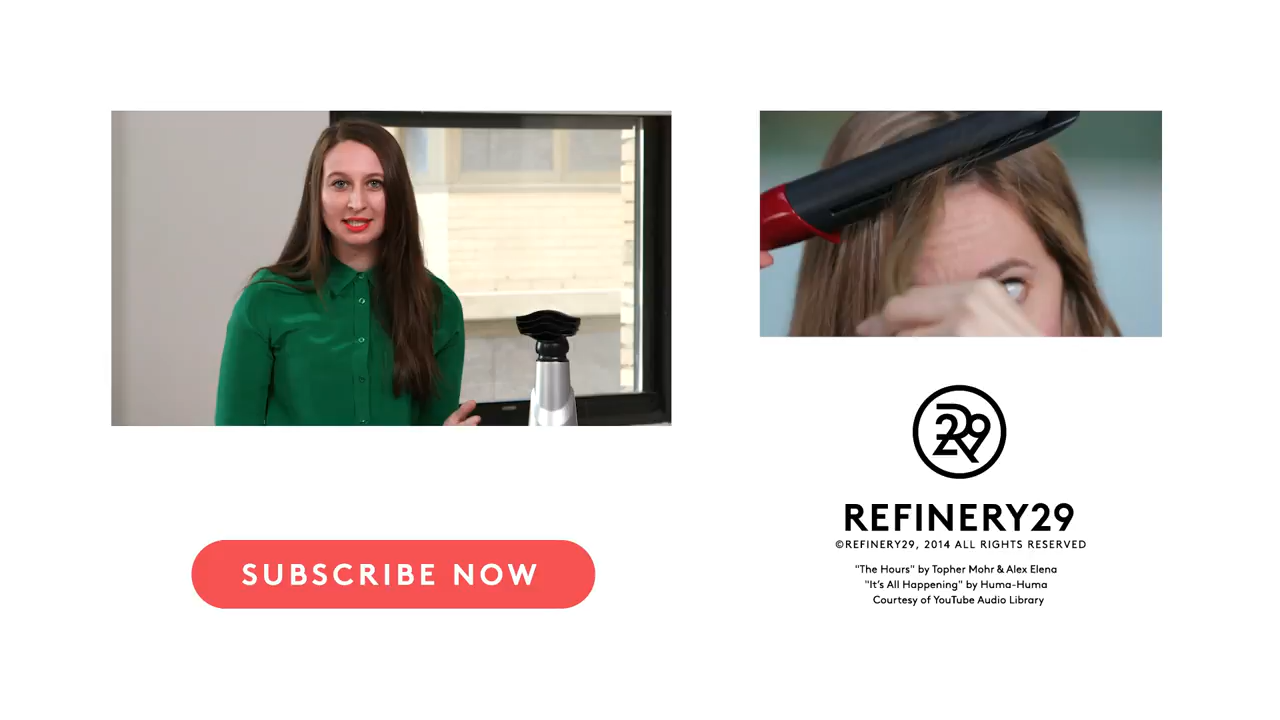 SUBSCRIBE NOW
R29
REFINERY29
©REFINERY29, 2014 ALL RIGHTS RESERVED
"The Hours" by Topher Mohr & Alex Elena
"It's All Happening" by Huma-Huma
Courtesy of YouTube Audio Library